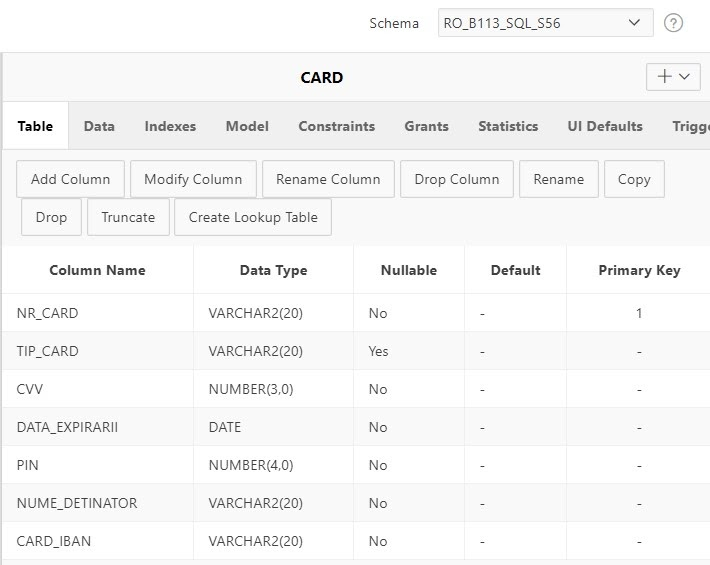 Schema RO_B113_SQL_S56 ?
CARD
Table Data Indexes Model Constraints Grants Statistics UI Defaults Trigg
Add Column Modify Column Rename Column Drop Column Rename Copy
Drop Truncate Create Lookup Table
Column Name Data Type Nullable Default Primary Key
NR_CARD VARCHAR2(20) No - 1
TIP_CARD VARCHAR2(20) Yes - -
CVV NUMBER(3,0) No - -
DATA_EXPIRARII DATE No - -
PIN NUMBER(4,0) No - -
NUME_DETINATOR VARCHAR2(20) No - -
CARD_IBAN VARCHAR2(20) No - -